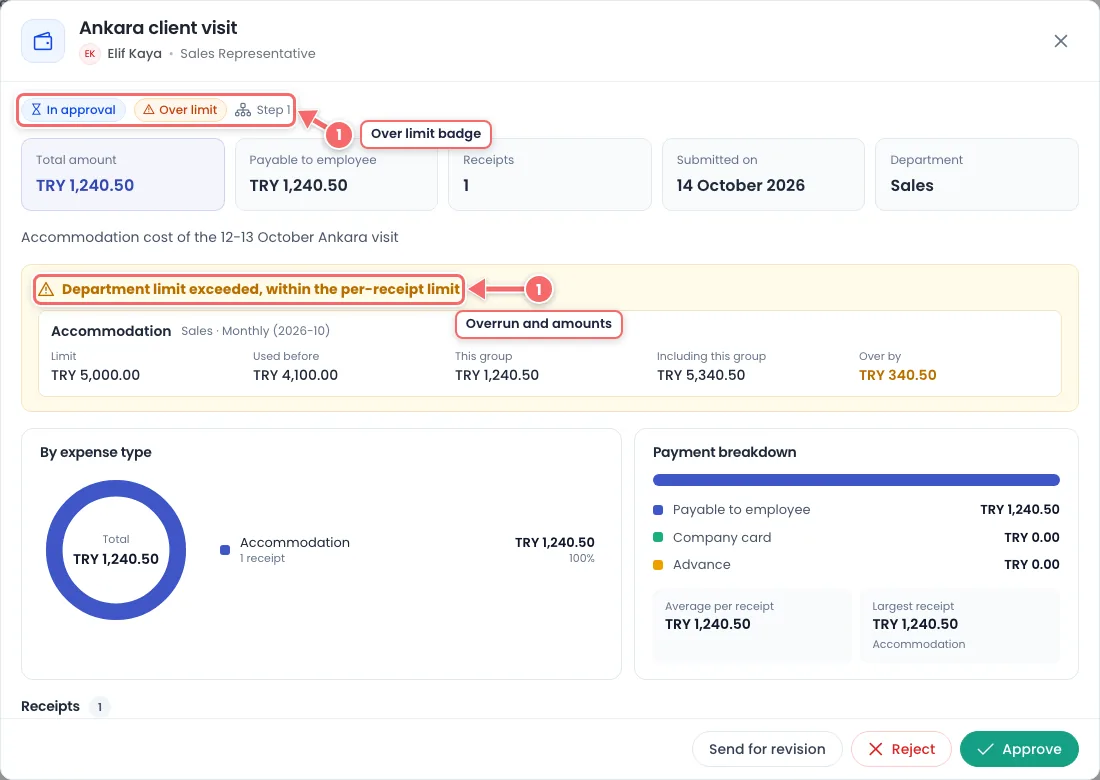 Ankara client visit
EK Elif Kaya • Sales Representative
In approval Over limit Step 1
1 Over limit badge
Total amount
TRY 1,240.50
Payable to employee
TRY 1,240.50
Receipts
1
Submitted on
14 October 2026
Department
Sales
Accommodation cost of the 12-13 October Ankara visit
Department limit exceeded, within the per-receipt limit
1
Overrun and amounts
Accommodation Sales · Monthly (2026-10)
Limit
TRY 5,000.00
Used before
TRY 4,100.00
This group
TRY 1,240.50
Including this group
TRY 5,340.50
Over by
TRY 340.50
By expense type
Total
TRY 1,240.50
Accommodation
1 receipt
TRY 1,240.50
100%
Payment breakdown
Payable to employee TRY 1,240.50
Company card TRY 0.00
Advance TRY 0.00
Average per receipt
TRY 1,240.50
Largest receipt
TRY 1,240.50
Accommodation
Receipts 1
Send for revision Reject Approve